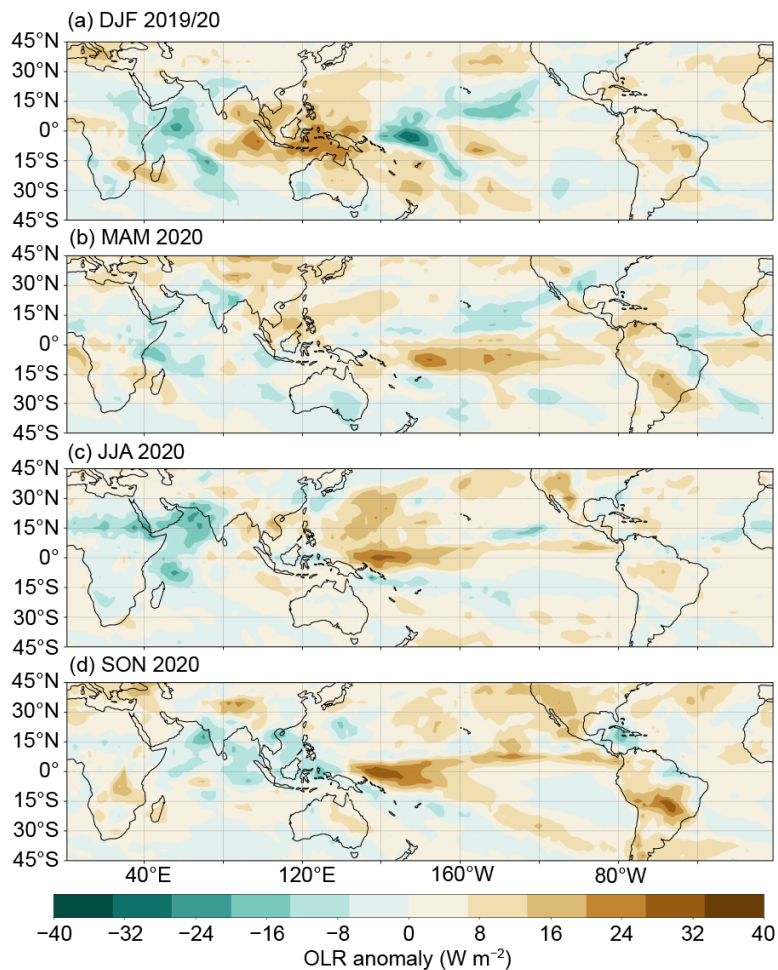 (a) DJF 2019/20
45°N
30°N
15°N
0°
15°S
30°S
45°S
(b) MAM 2020
45°N
30°N
15°N
0°
15°S
30°S
45°S
(c) JJA 2020
45°N
30°N
15°N
0°
15°S
30°S
45°S
(d) SON 2020
45°N
30°N
15°N
0°
15°S
30°S
45°S
40°E 120°E 160°W 80°W
−40 −32 −24 −16 −8 0 8 16 24 32 40
OLR anomaly (W m⁻²)